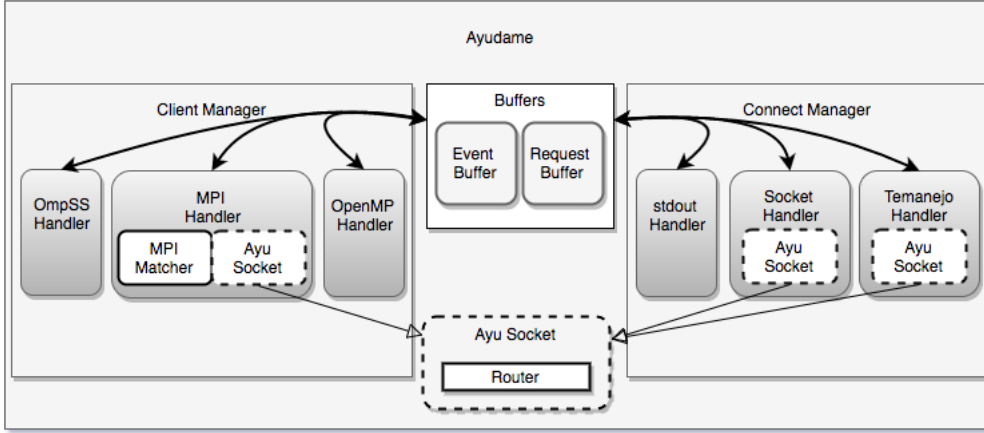 Ayudame
Client Manager
Buffers
Connect Manager
Event
Buffer
Request
Buffer
OmpSS
Handler
MPI
Handler
MPI
Matcher
Ayu
Socket
OpenMP
Handler
stdout
Handler
Socket
Handler
Ayu
Socket
Temanejo
Handler
Ayu
Socket
Ayu Socket
Router